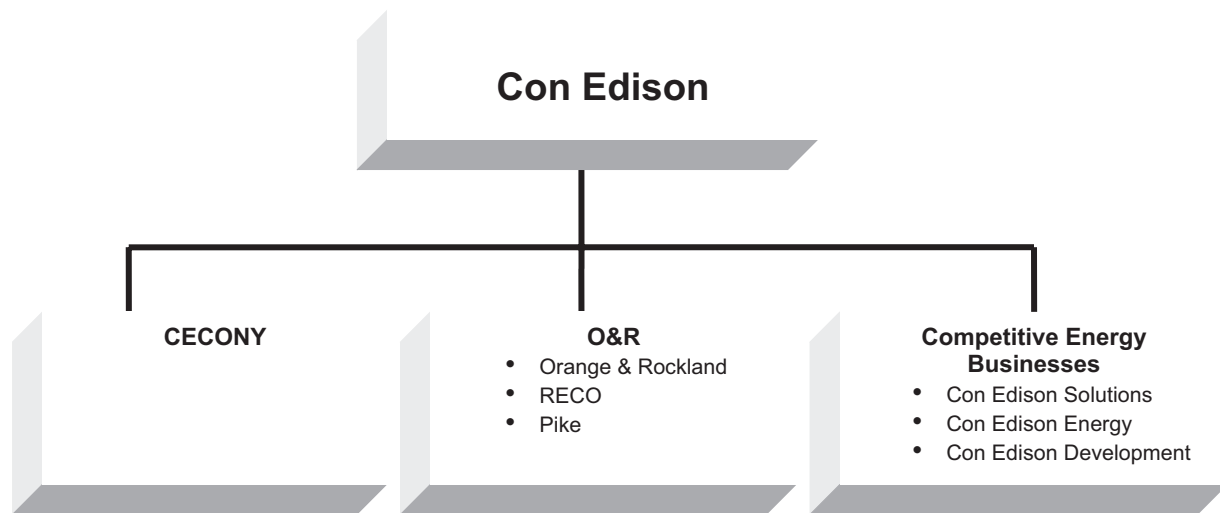 Con Edison
CECONY
O&R
• Orange & Rockland
• RECO
• Pike
Competitive Energy
Businesses
• Con Edison Solutions
• Con Edison Energy
• Con Edison Development